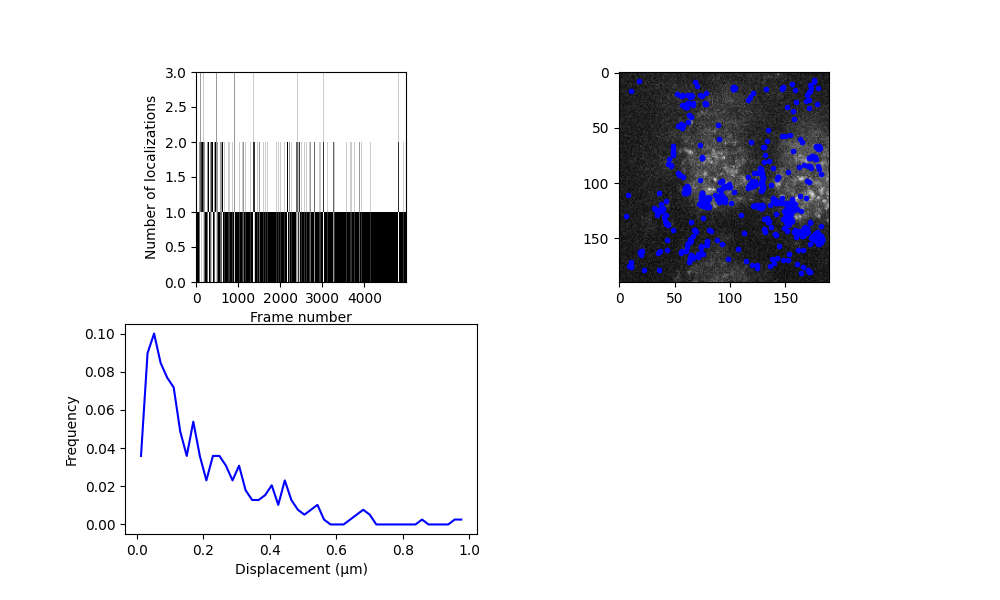 3.0
2.5
2.0
1.5
1.0
0.5
0.0
Number of localizations
0 1000 2000 3000 4000
Frame number
0
50
100
150
0 50 100 150
0.10
0.08
0.06
0.04
0.02
0.00
Frequency
0.0 0.2 0.4 0.6 0.8 1.0
Displacement (μm)